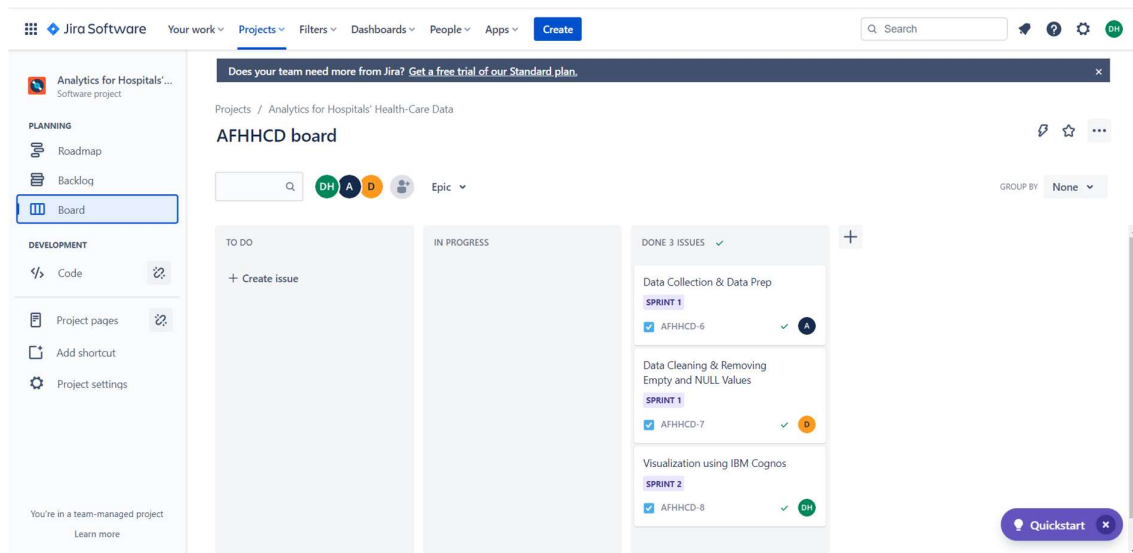 Jira Software Your work Projects Filters Dashboards People Apps Create Search DH
Does your team need more from Jira? Get a free trial of our Standard plan.
Analytics for Hospitals'...
Software project
PLANNING
Roadmap
Backlog
Board
DEVELOPMENT
Code
Project pages
Add shortcut
Project settings
You're in a team-managed project
Learn more
Projects / Analytics for Hospitals' Health-Care Data
AFHHCD board
DH A D Epic
GROUP BY None
TO DO
+ Create issue
IN PROGRESS
DONE 3 ISSUES
Data Collection & Data Prep
SPRINT 1
AFHHCD-6 A
Data Cleaning & Removing
Empty and NULL Values
SPRINT 1
AFHHCD-7 D
Visualization using IBM Cognos
SPRINT 2
AFHHCD-8 DH
Quickstart